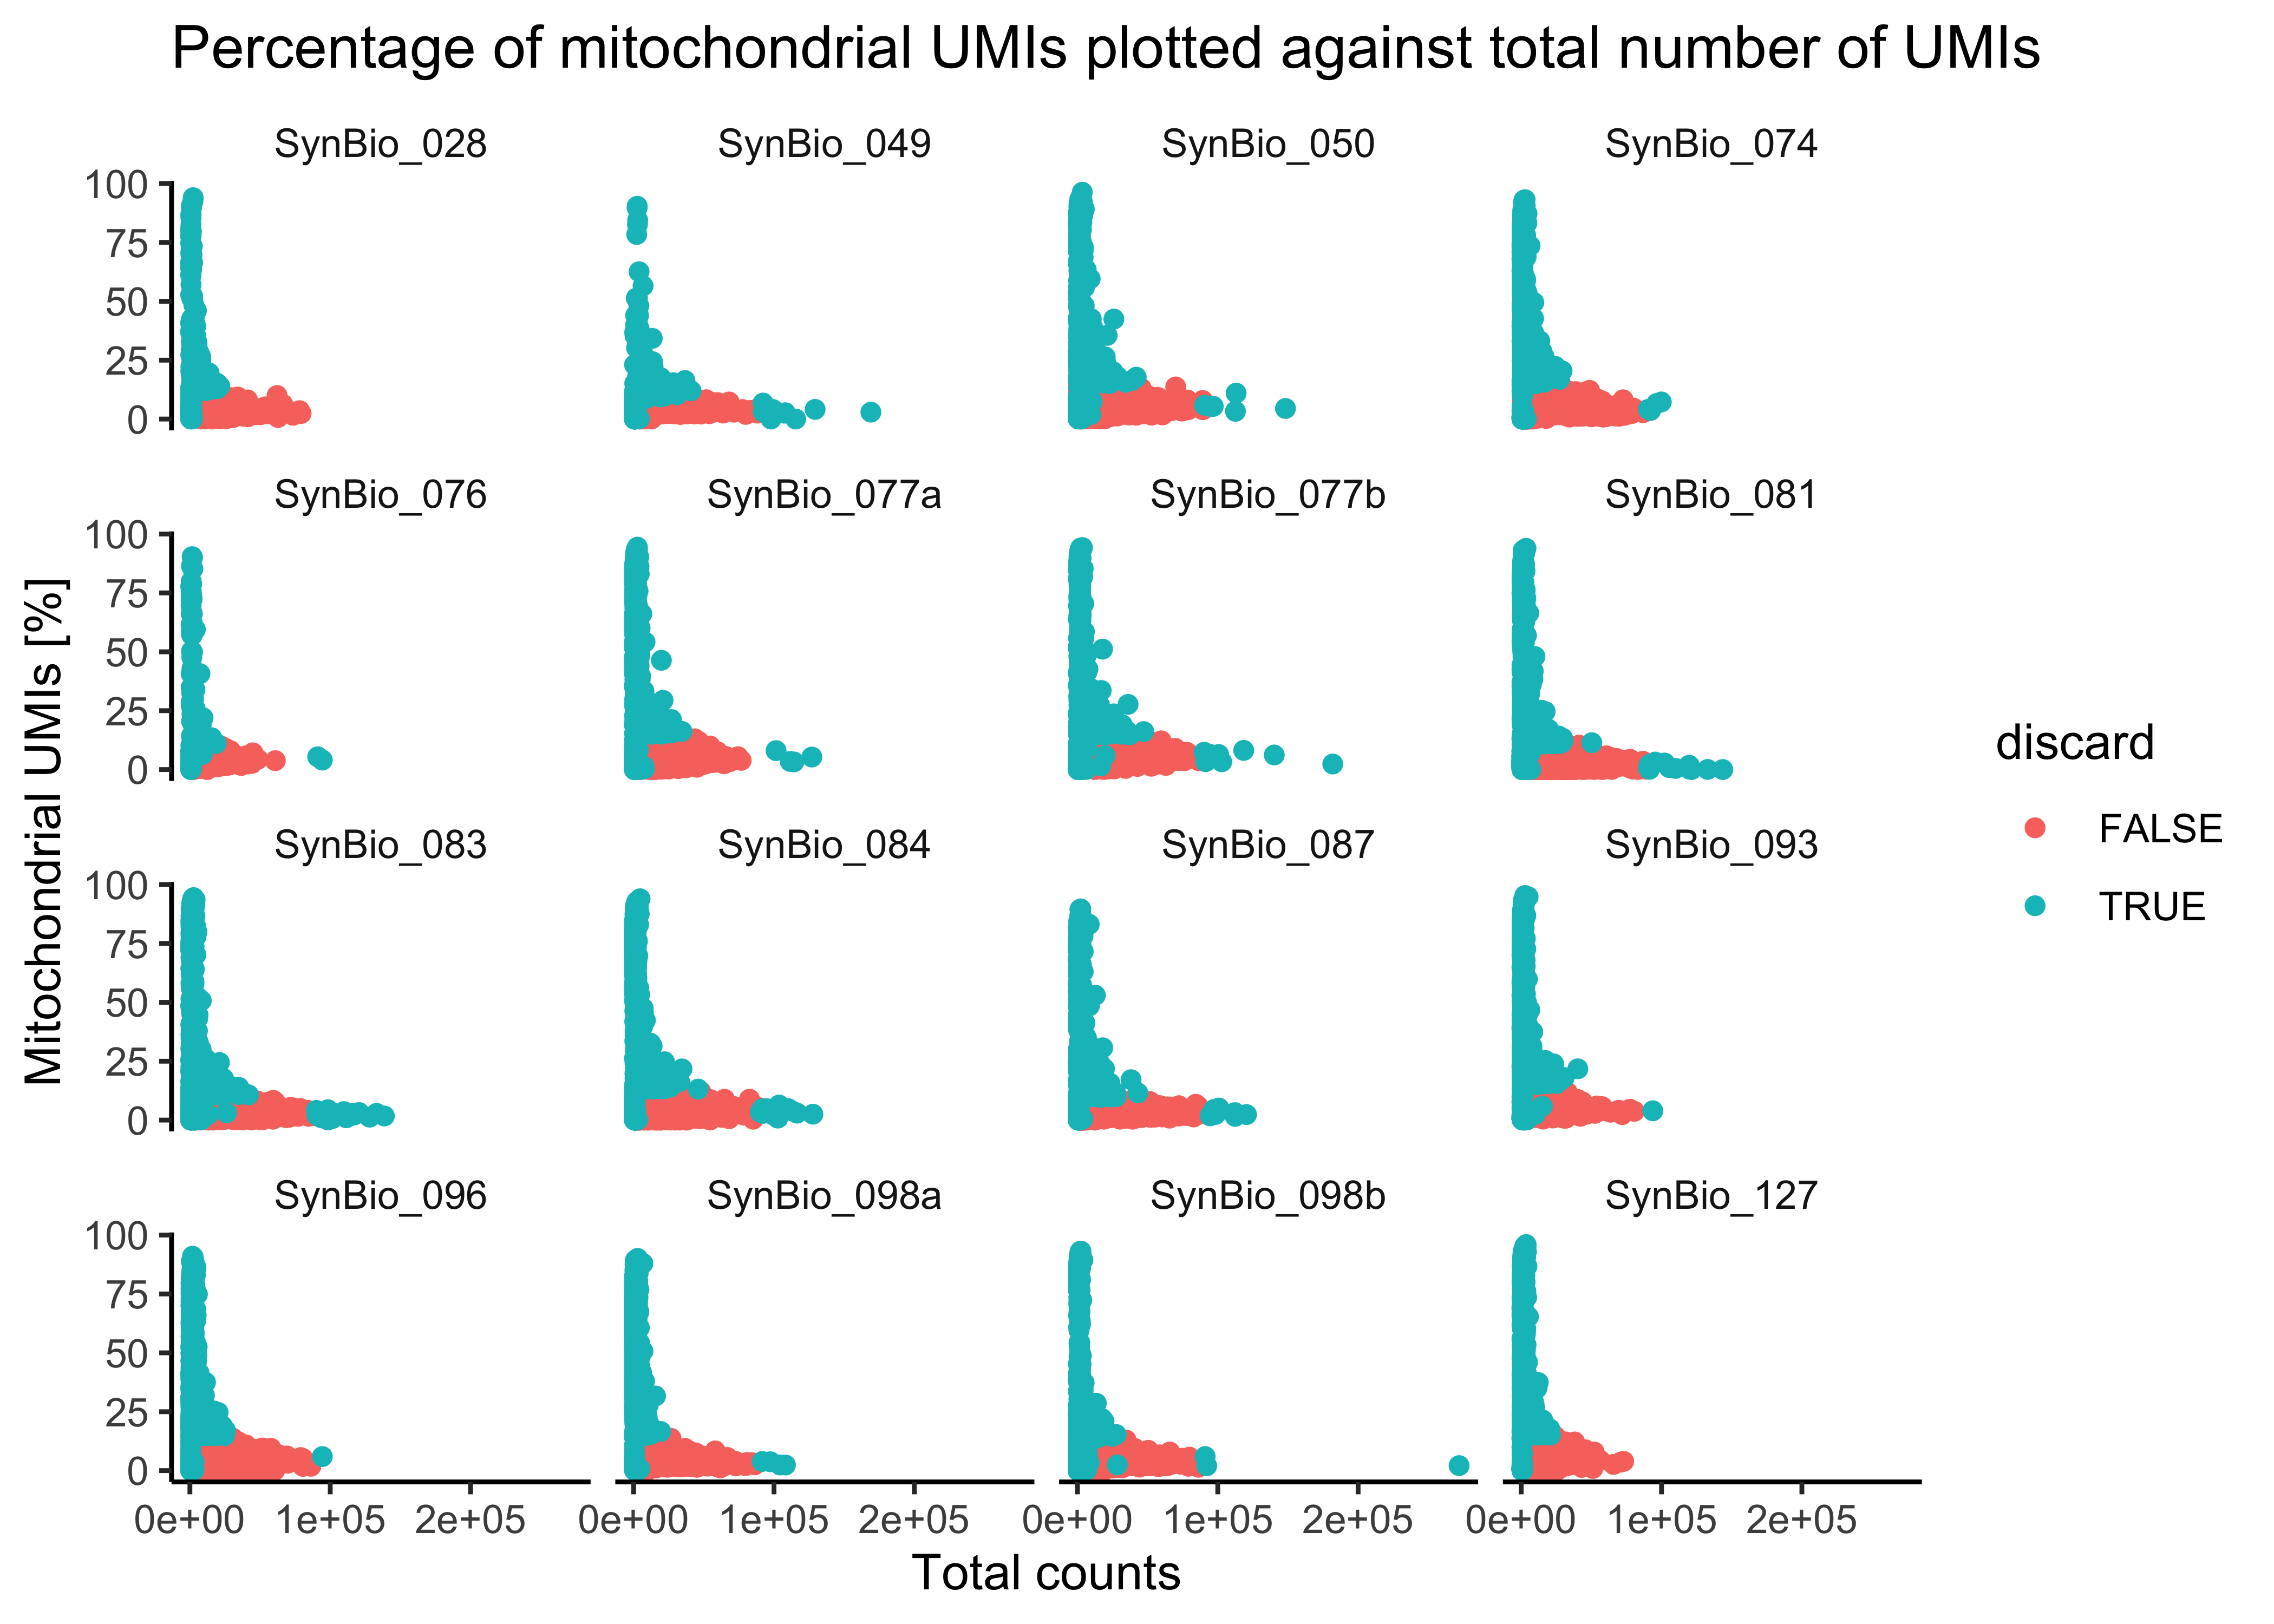 Percentage of mitochondrial UMIs plotted against total number of UMIs
SynBio_028 SynBio_049 SynBio_050 SynBio_074
100
75
50
25
0
SynBio_076 SynBio_077a SynBio_077b SynBio_081
100
75
50
25
0
SynBio_083 SynBio_084 SynBio_087 SynBio_093
100
75
50
25
0
SynBio_096 SynBio_098a SynBio_098b SynBio_127
100
75
50
25
0
0e+00 1e+05 2e+05 0e+00 1e+05 2e+05 0e+00 1e+05 2e+05 0e+00 1e+05 2e+05
Total counts
Mitochondrial UMIs [%]
discard
FALSE
TRUE